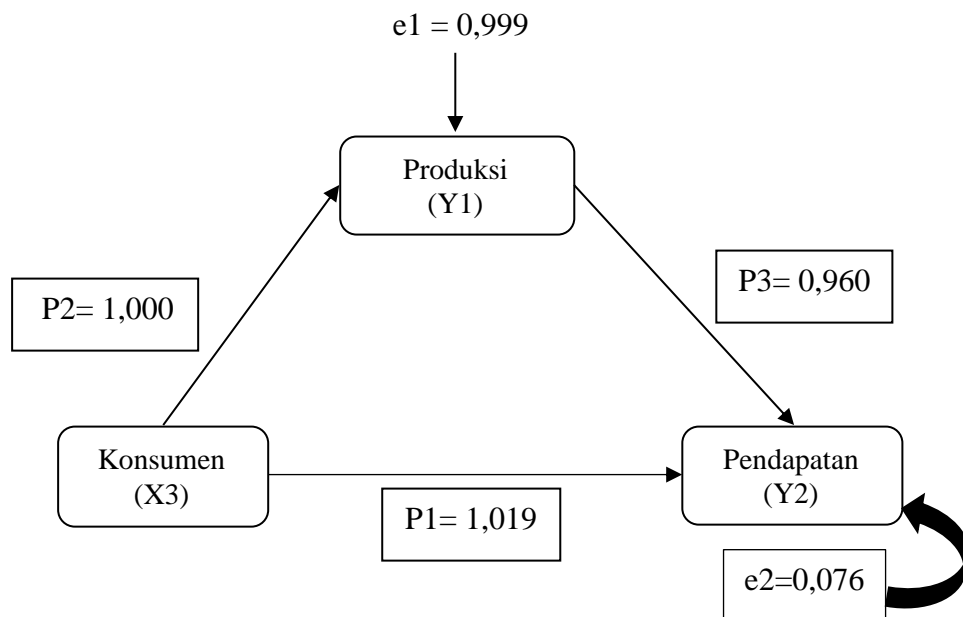 e1 = 0,999
Produksi
(Y1)
P3= 0,960
P2= 1,000
Konsumen
(X3)
Pendapatan
(Y2)
P1= 1,019
e2=0,076